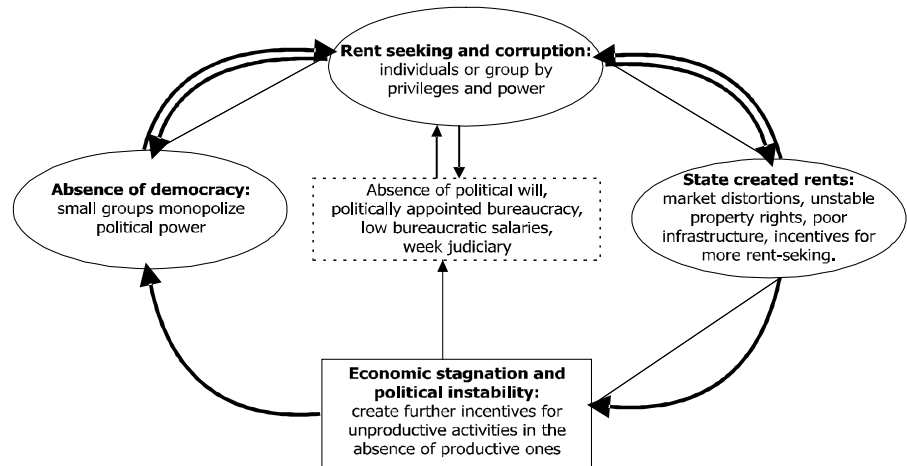 Rent seeking and corruption:
individuals or group by
privileges and power
Absence of democracy:
small groups monopolize
political power
Absence of political will,
politically appointed bureaucracy,
low bureaucratic salaries,
week judiciary
State created rents:
market distortions, unstable
property rights, poor
infrastructure, incentives for
more rent-seking.
Economic stagnation and
political instability:
create further incentives for
unproductive activities in the
absence of productive ones